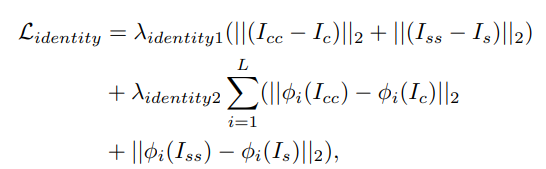 $\mathcal{L}_{identity} = \lambda_{identity1}(||(I_{cc} - I_c)||_2 + ||(I_{ss} - I_s)||_2)$
$+ \lambda_{identity2} \sum_{i=1}^{L} (||\phi_i(I_{cc}) - \phi_i(I_c)||_2$
$+ ||\phi_i(I_{ss}) - \phi_i(I_s)||_2),$